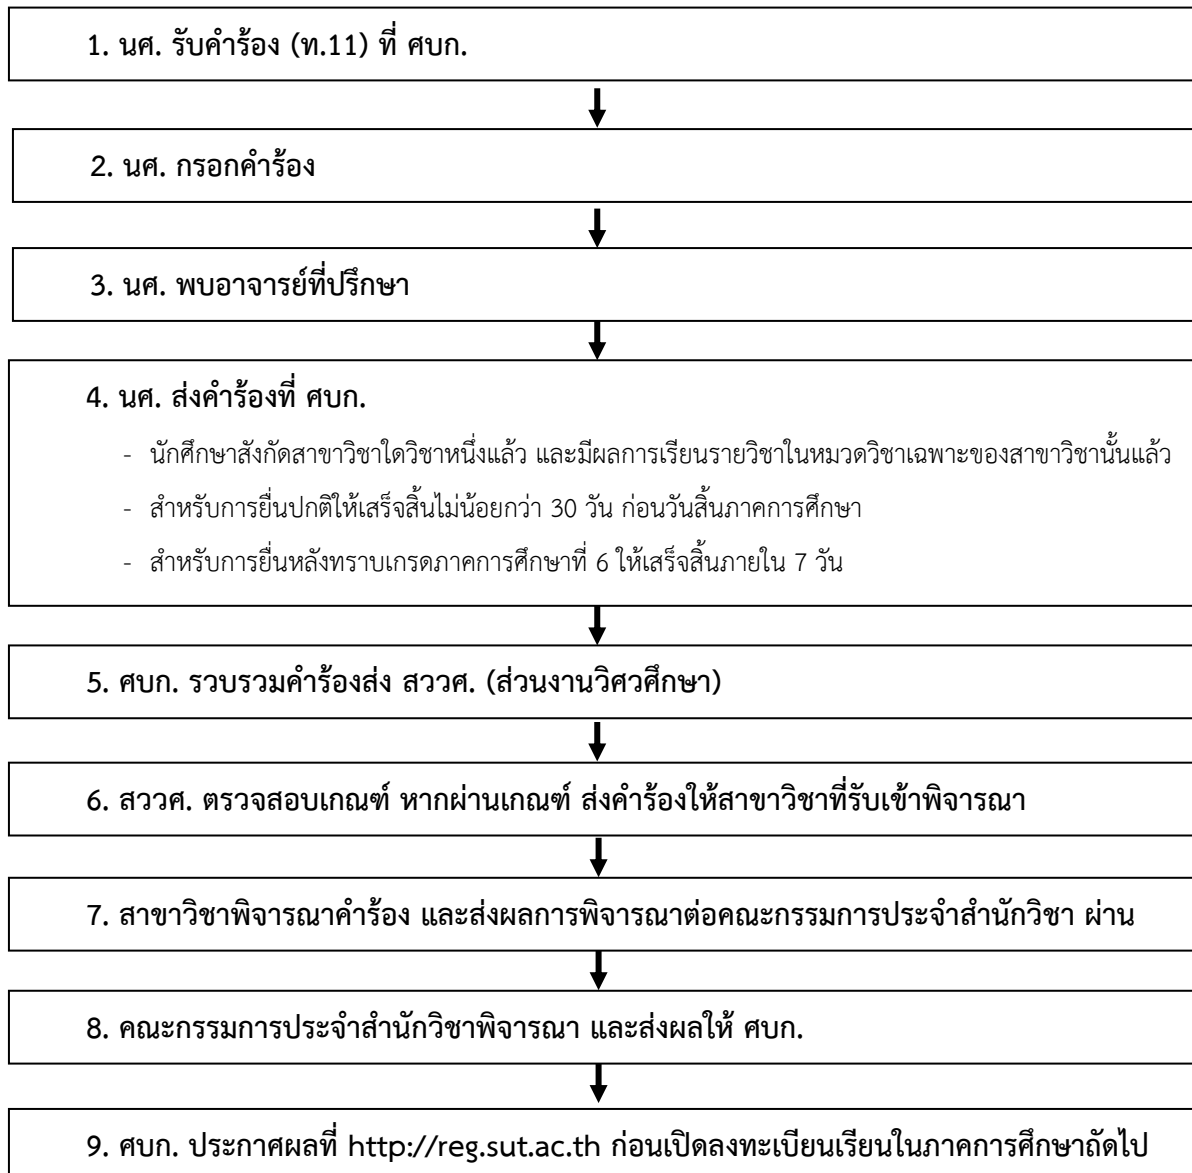 1. นศ. รับคำร้อง (ท.11) ที่ ศบก.
2. นศ. กรอกคำร้อง
3. นศ. พบอาจารย์ที่ปรึกษา
4. นศ. ส่งคำร้องที่ ศบก.
- นักศึกษาสังกัดสาขาวิชาใดวิชาหนึ่งแล้ว และมีผลการเรียนรายวิชาในหมวดวิชาเฉพาะของสาขาวิชานั้นแล้ว
- สำหรับการยื่นปกติให้เสร็จสิ้นไม่น้อยกว่า 30 วัน ก่อนวันสิ้นภาคการศึกษา
- สำหรับการยื่นหลังทราบเกรดภาคการศึกษาที่ 6 ให้เสร็จสิ้นภายใน 7 วัน
5. ศบก. รวบรวมคำร้องส่ง สววศ. (ส่วนงานวิศวศึกษา)
6. สววศ. ตรวจสอบเกณฑ์ หากผ่านเกณฑ์ ส่งคำร้องให้สาขาวิชาที่รับเข้าพิจารณา
7. สาขาวิชาพิจารณาคำร้อง และส่งผลการพิจารณาต่อคณะกรรมการประจำสำนักวิชา ผ่าน
8. คณะกรรมการประจำสำนักวิชาพิจารณา และส่งผลให้ ศบก.
9. ศบก. ประกาศผลที่ http://reg.sut.ac.th ก่อนเปิดลงทะเบียนเรียนในภาคการศึกษาถัดไป